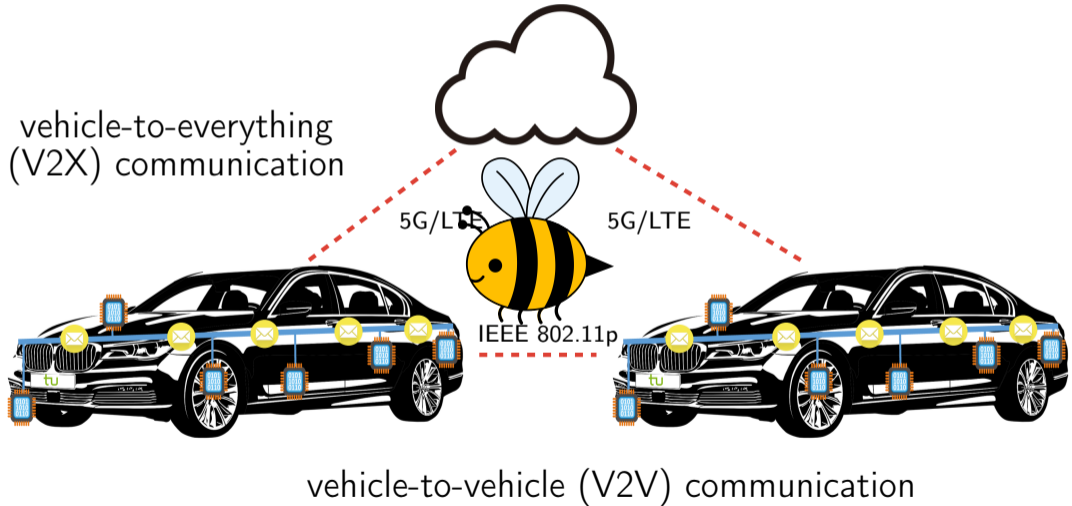 vehicle-to-everything
(V2X) communication
5G/LTE
5G/LTE
IEEE 802.11p
tu
tu
vehicle-to-vehicle (V2V) communication